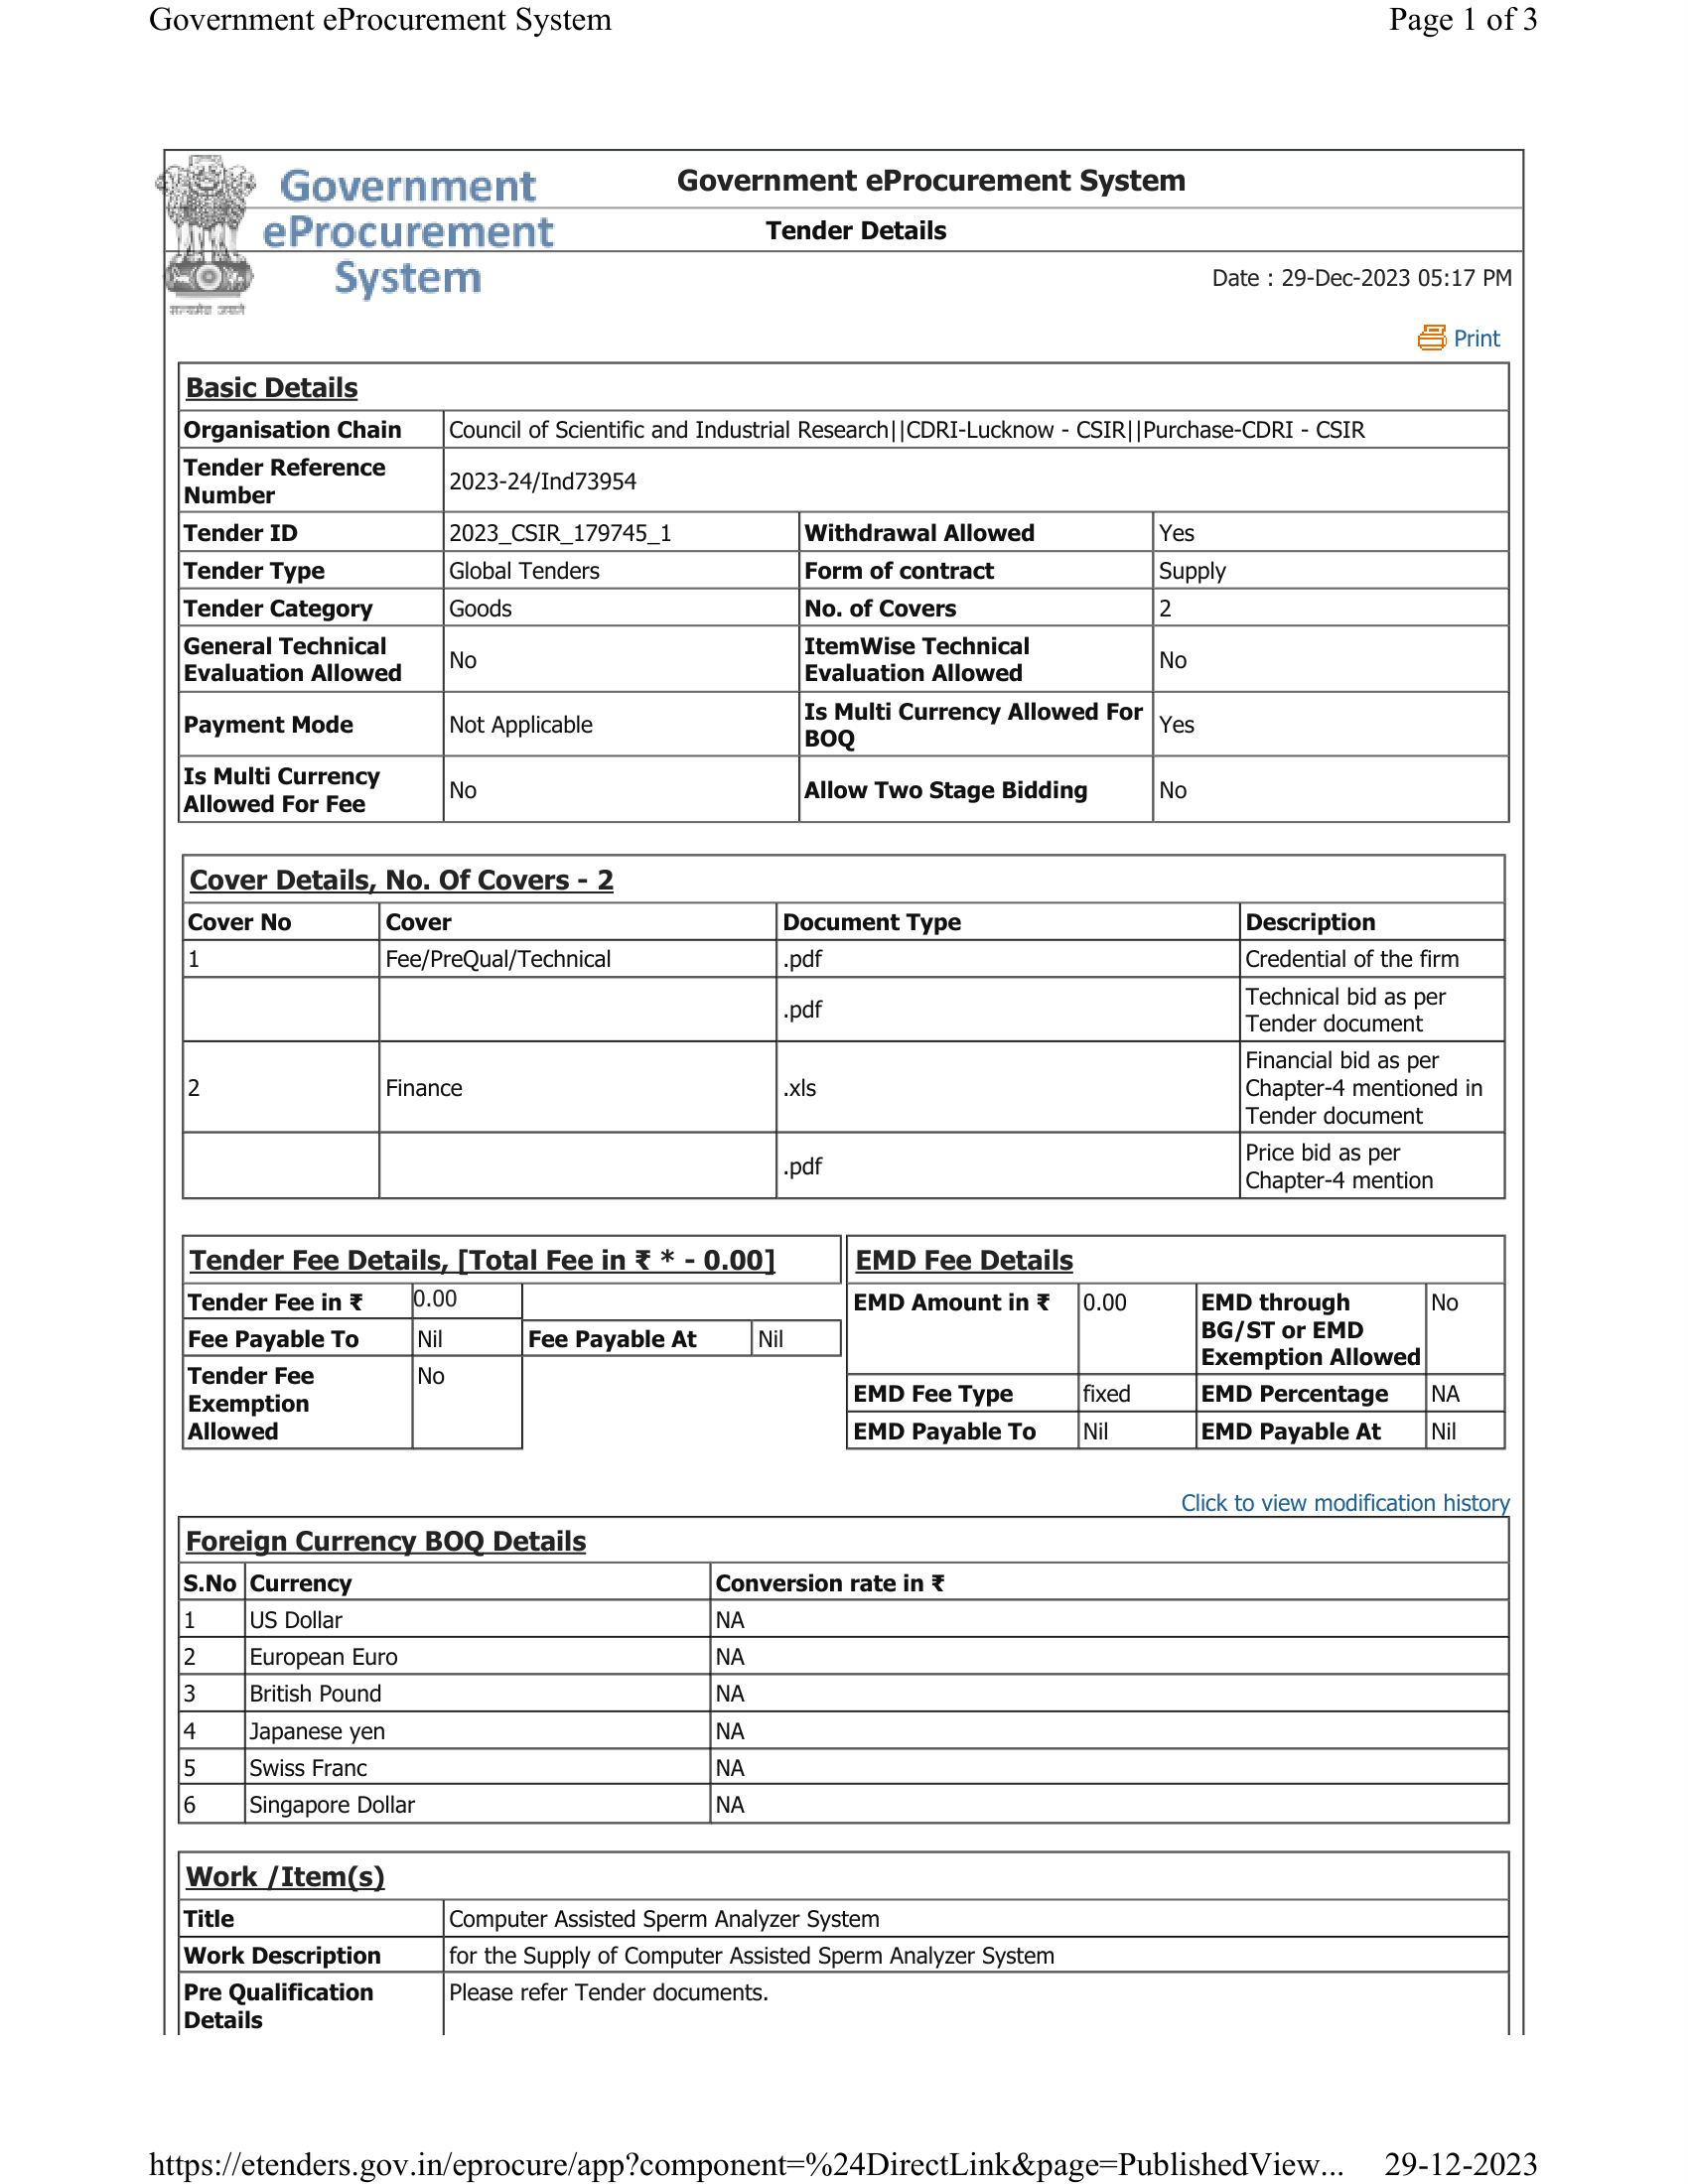 Government eProcurement System Page 1 of 3
Government
eProcurement
System
Government eProcurement System
Tender Details
Date : 29-Dec-2023 05:17 PM
सत्यमेव जयते
Print
Basic Details
Organisation Chain Council of Scientific and Industrial Research||CDRI-Lucknow - CSIR||Purchase-CDRI - CSIR
Tender Reference
Number
2023-24/Ind73954
Tender ID 2023_CSIR_179745_1 Withdrawal Allowed Yes
Tender Type Global Tenders Form of contract Supply
Tender Category Goods No. of Covers 2
General Technical
Evaluation Allowed
No
ItemWise Technical
Evaluation Allowed
No
Payment Mode Not Applicable
Is Multi Currency Allowed For
BOQ
Yes
Is Multi Currency
Allowed For Fee
No
Allow Two Stage Bidding No
Cover Details, No. Of Covers - 2
Cover No Cover Document Type Description
1 Fee/PreQual/Technical .pdf Credential of the firm
.pdf
Technical bid as per
Tender document
2 Finance .xls
Financial bid as per
Chapter-4 mentioned in
Tender document
.pdf
Price bid as per
Chapter-4 mention
Tender Fee Details, [Total Fee in ₹ * - 0.00]
Tender Fee in ₹ 0.00
Fee Payable To Nil Fee Payable At Nil
Tender Fee
Exemption
Allowed
No
EMD Fee Details
EMD Amount in ₹ 0.00
EMD through
BG/ST or EMD
Exemption Allowed
No
EMD Fee Type fixed EMD Percentage NA
EMD Payable To Nil EMD Payable At Nil
Click to view modification history
Foreign Currency BOQ Details
S.No Currency Conversion rate in ₹
1 US Dollar NA
2 European Euro NA
3 British Pound NA
4 Japanese yen NA
5 Swiss Franc NA
6 Singapore Dollar NA
Work /Item(s)
Title Computer Assisted Sperm Analyzer System
Work Description for the Supply of Computer Assisted Sperm Analyzer System
Pre Qualification
Details
Please refer Tender documents.
https://etenders.gov.in/eprocure/app?component=%24DirectLink&page=PublishedView... 29-12-2023